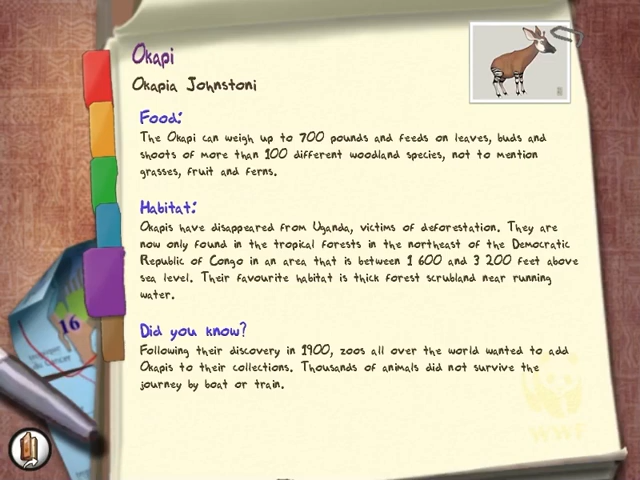 Okapi
Okapia Johnstoni
Food:
The Okapi can weigh up to 700 pounds and feeds on leaves, buds and
shoots of more than 100 different woodland species, not to mention
grasses, fruit and ferns.
Habitat:
Okapis have disappeared from Uganda, victims of deforestation. They are
now only found in the tropical forests in the northeast of the Democratic
Republic of Congo in an area that is between 1 600 and 3 200 feet above
sea level. Their favourite habitat is thick forest scrubland near running
water.
16
Did you know?
Following their discovery in 1900, zoos all over the world wanted to add
Okapis to their collections. Thousands of animals did not survive the
journey by boat or train.
WWF